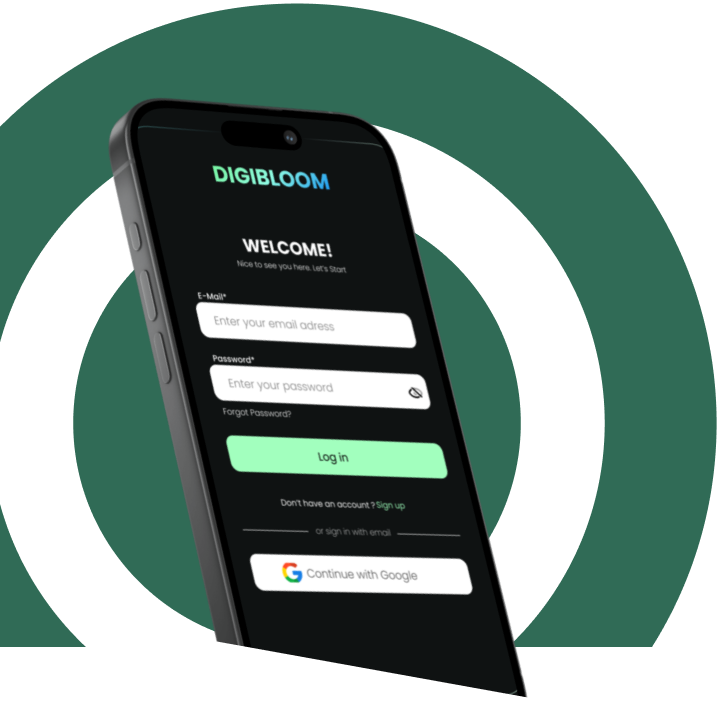 DIGIBLOOM
WELCOME!
Nice to see you here, Let's Start
E-Mail*
Enter your email adress
Password*
Enter your password
Forgot Password?
Log in
Don't have an account ? Sign up
or sign in with email
Continue with Google